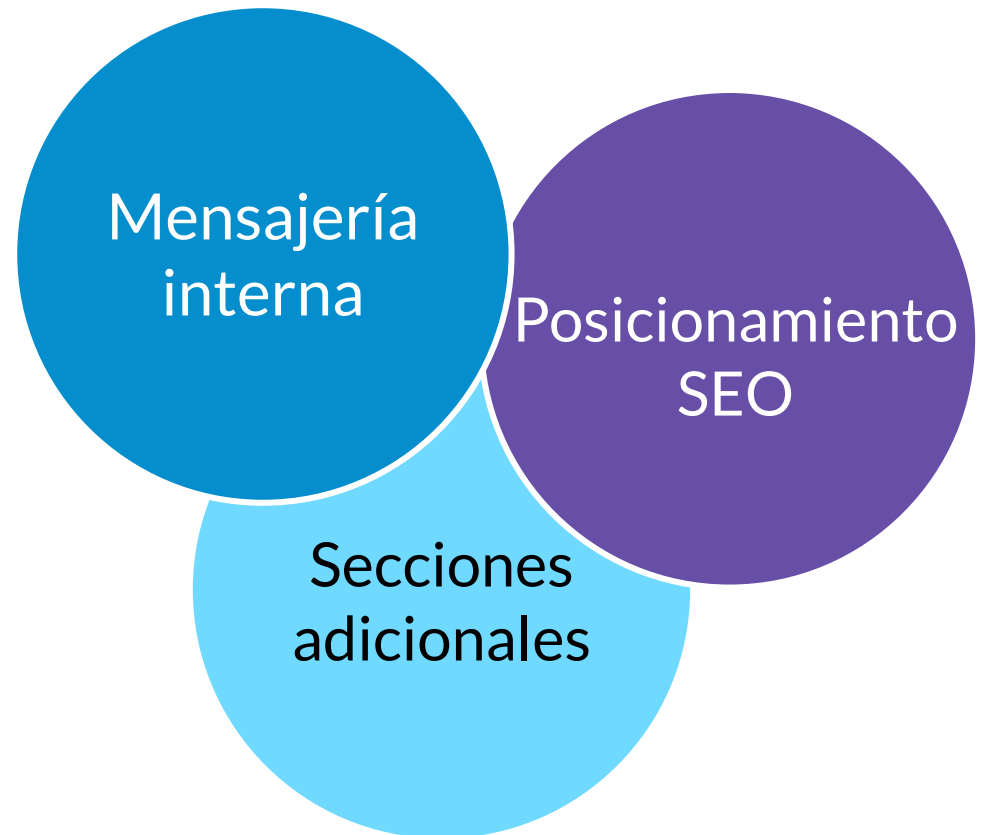 Mensajería
interna
Posicionamiento
SEO
Secciones
adicionales